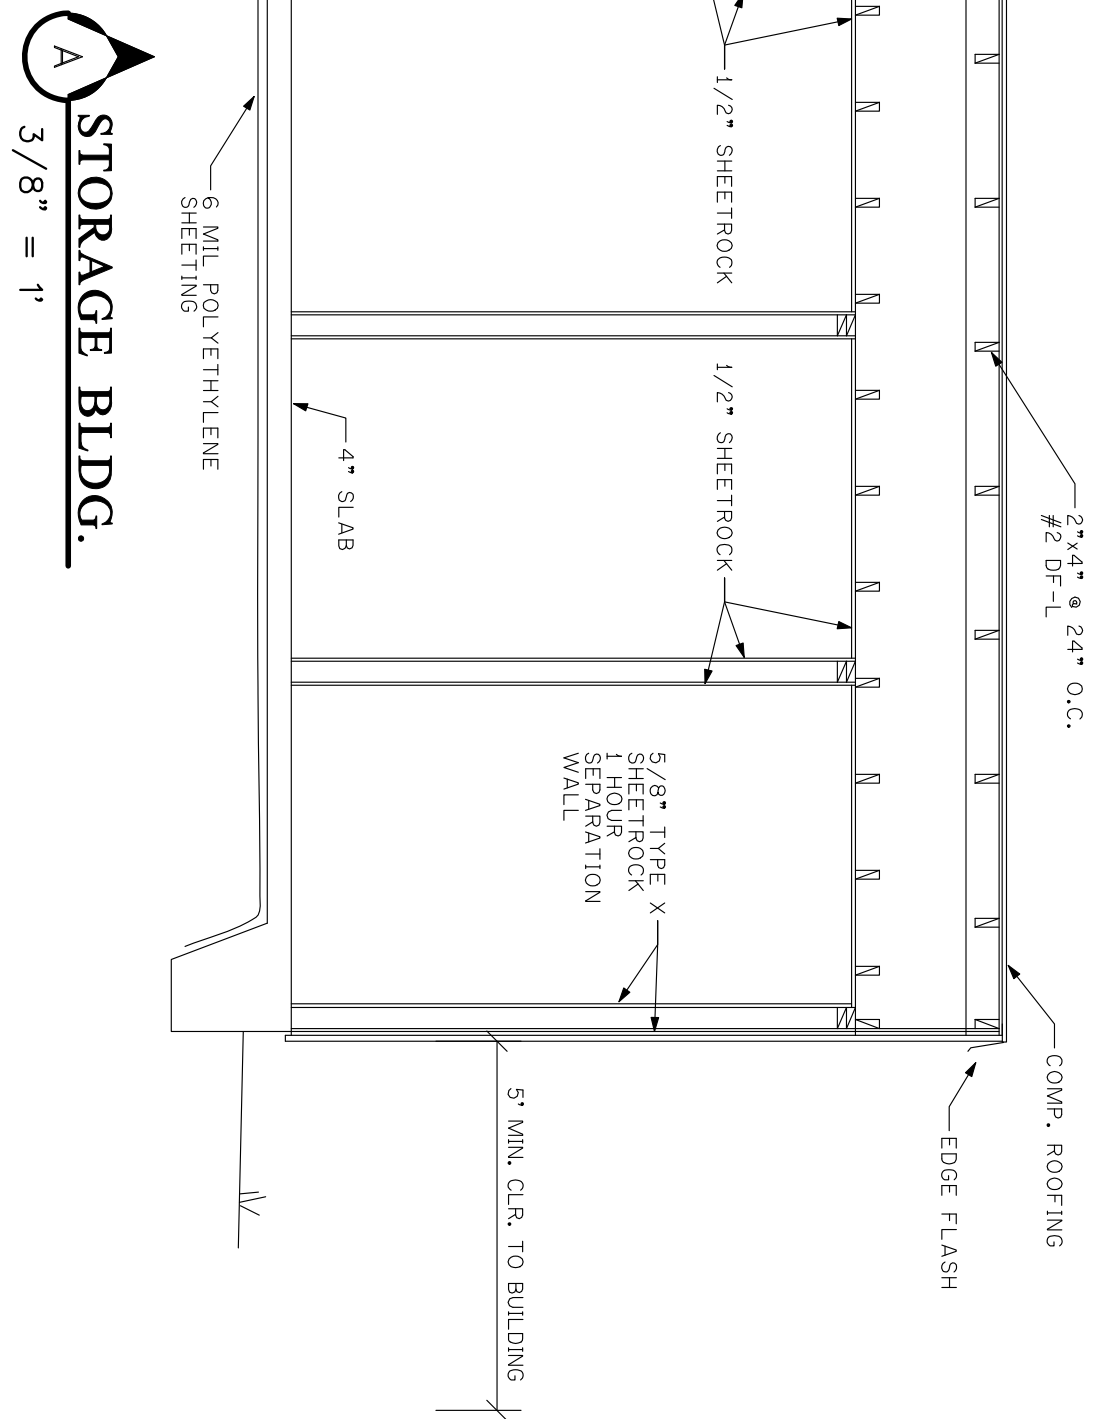 2"x4" @ 24" O.C.
#2 DF-L
COMP. ROOFING
EDGE FLASH
1/2" SHEETROCK
1/2" SHEETROCK
5/8" TYPE X
SHEETROCK
1 HOUR
SEPARATION
WALL
5' MIN. CLR. TO BUILDING
4" SLAB
6 MIL POLYETHYLENE
SHEETING
A
STORAGE BLDG.
3/8" = 1'